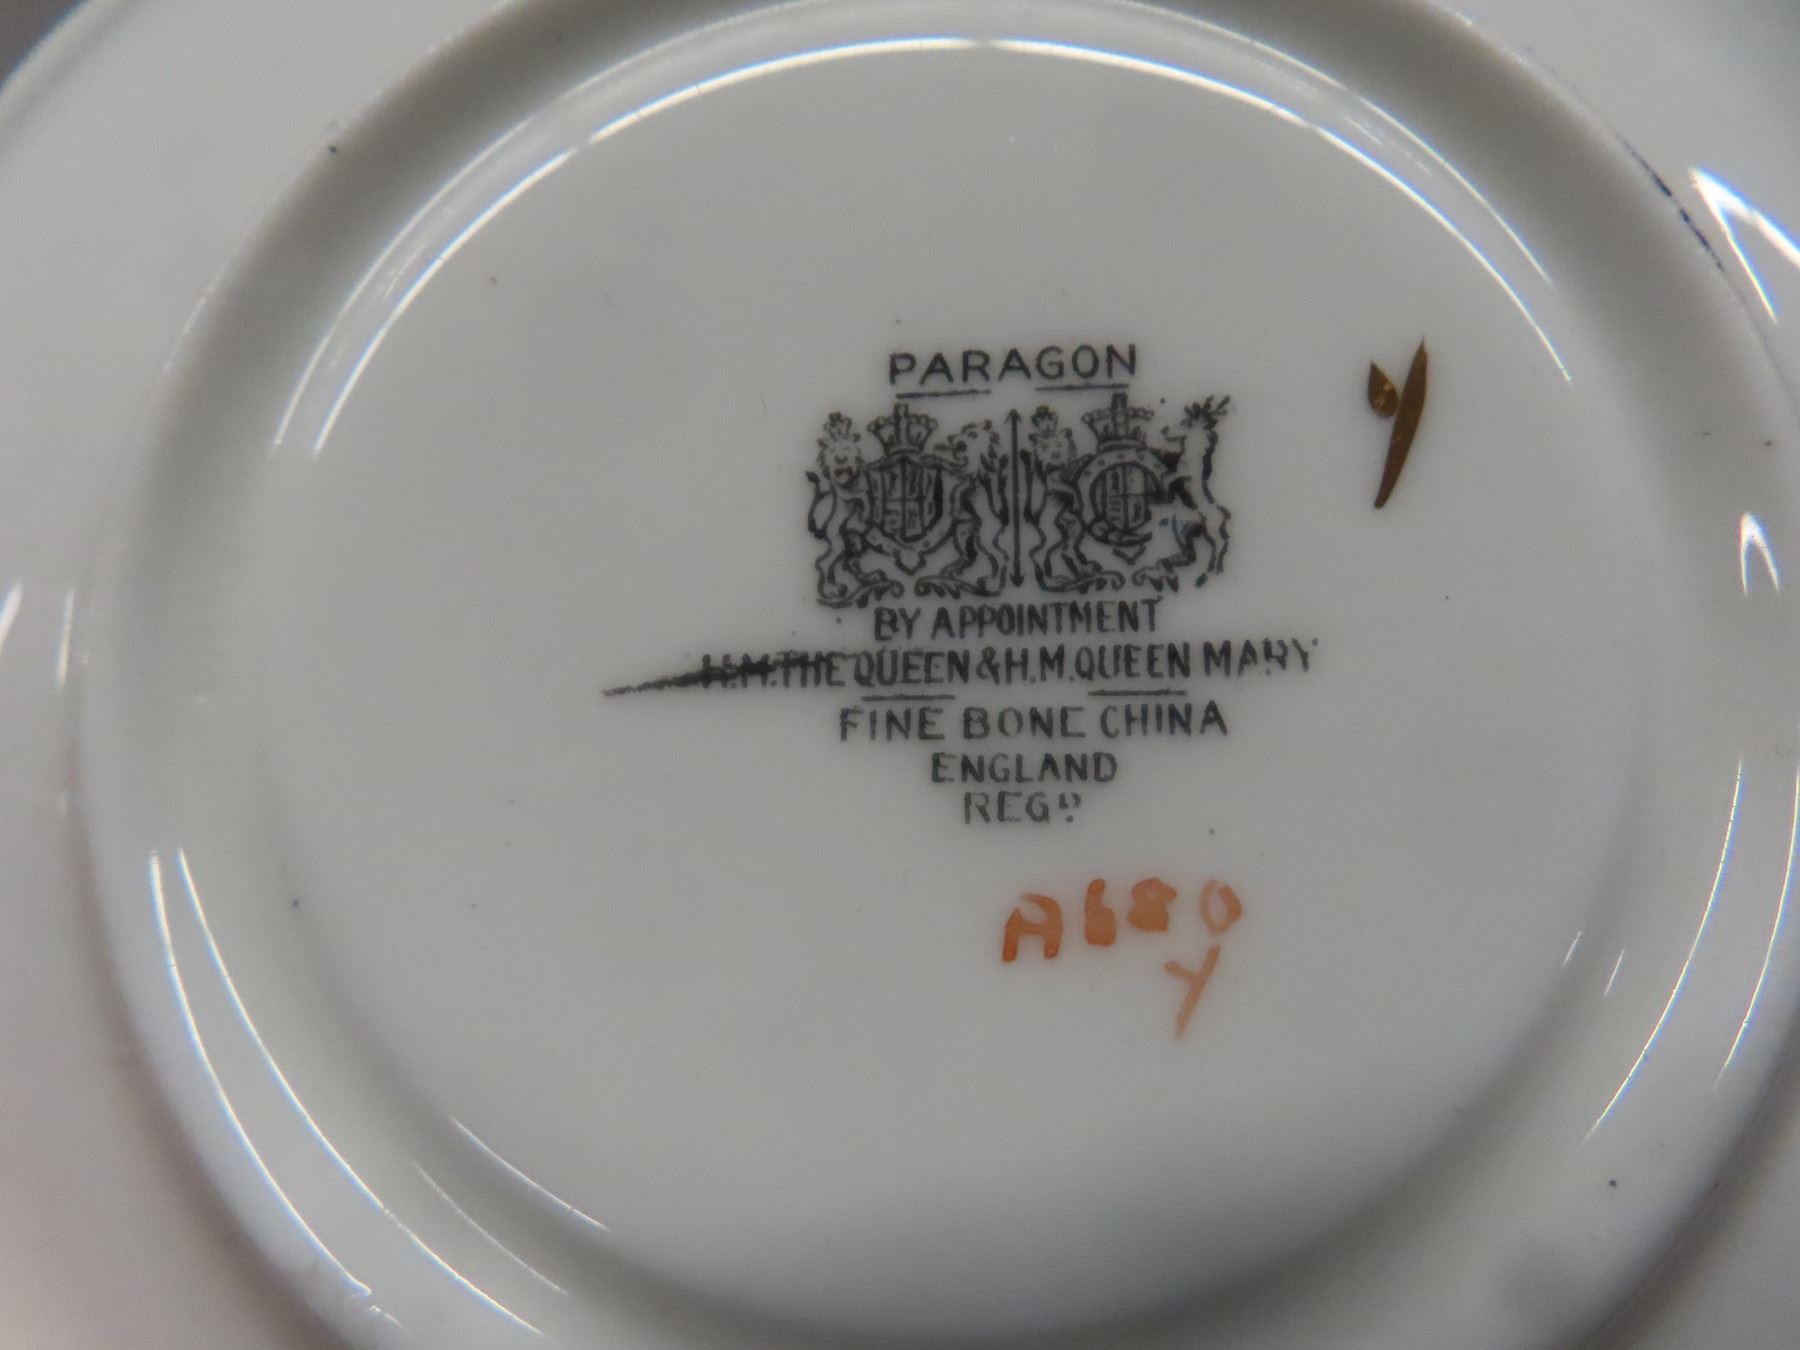 PARAGON
BY APPOINTMENT
H.M.THE QUEEN & H.M.QUEEN MARY
FINE BONE CHINA
ENGLAND
REGD.
A680
Y
y